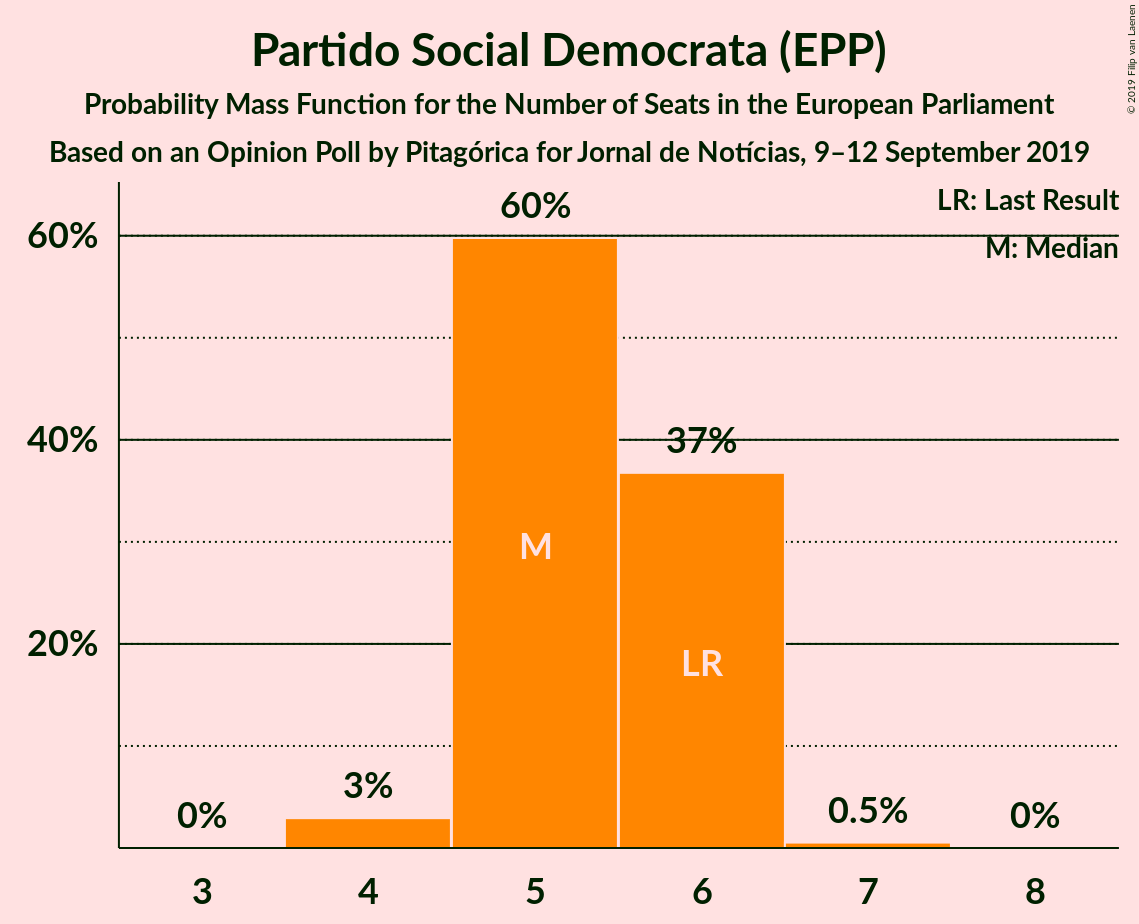 Partido Social Democrata (EPP)
Probability Mass Function for the Number of Seats in the European Parliament
Based on an Opinion Poll by Pitagórica for Jornal de Notícias, 9–12 September 2019
© 2019 Filip van Laenen
LR: Last Result
M: Median
60%
40%
20%
0%
3%
60%
37%
0.5%
0%
M
LR
3 4 5 6 7 8